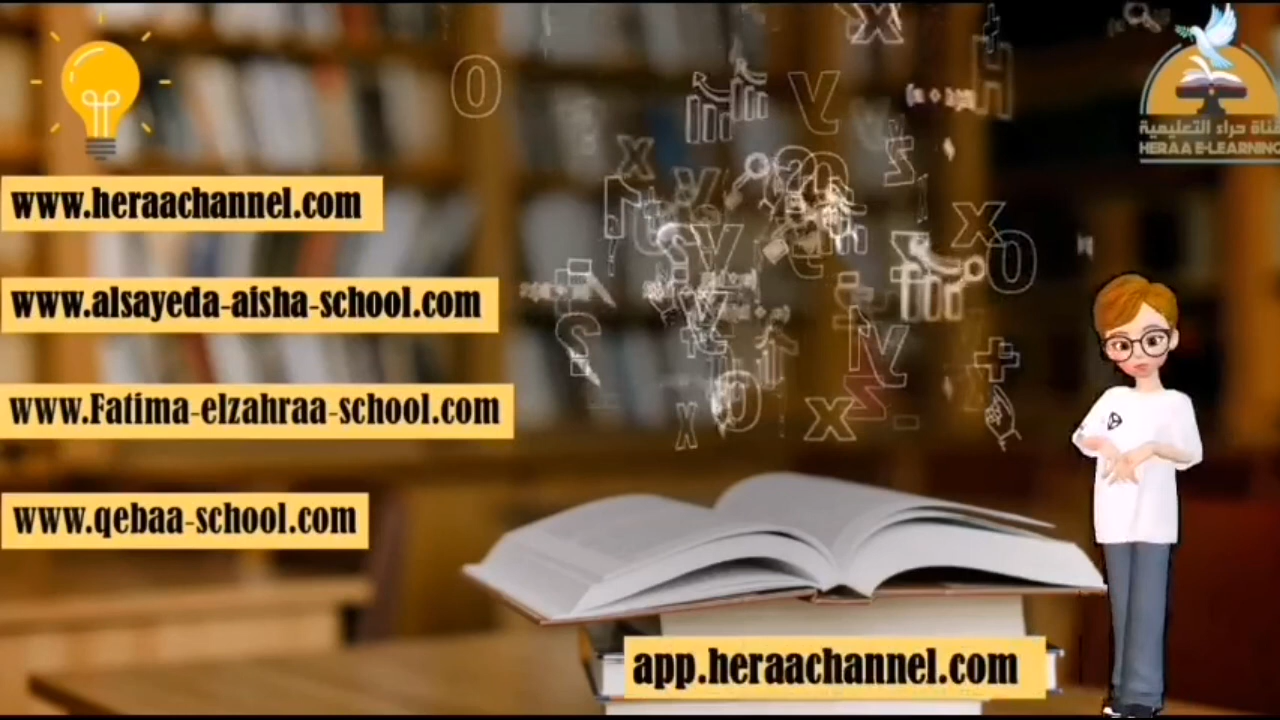 www.heraachannel.com
www.alsayeda-aisha-school.com
www.Fatima-elzahraa-school.com
www.qebaa-school.com
قناة حراء التعليمية
HERAA E-LEARNING
app.heraachannel.com